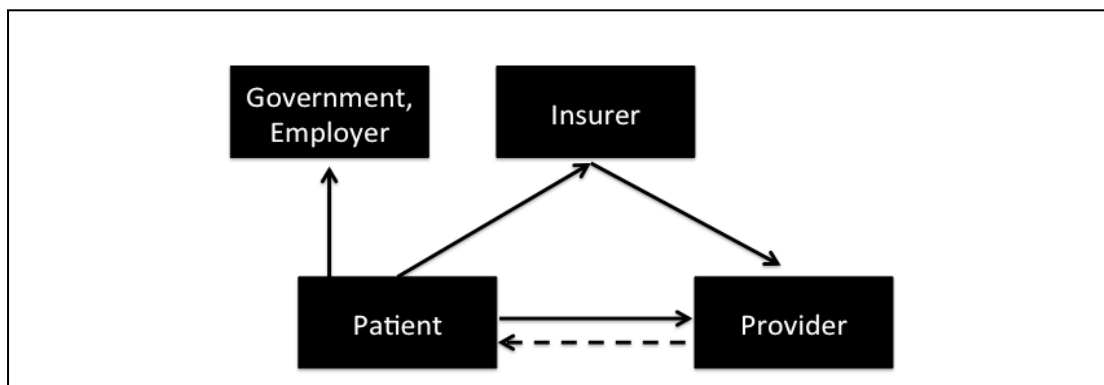 Government,
Employer
Insurer
Patient
Provider